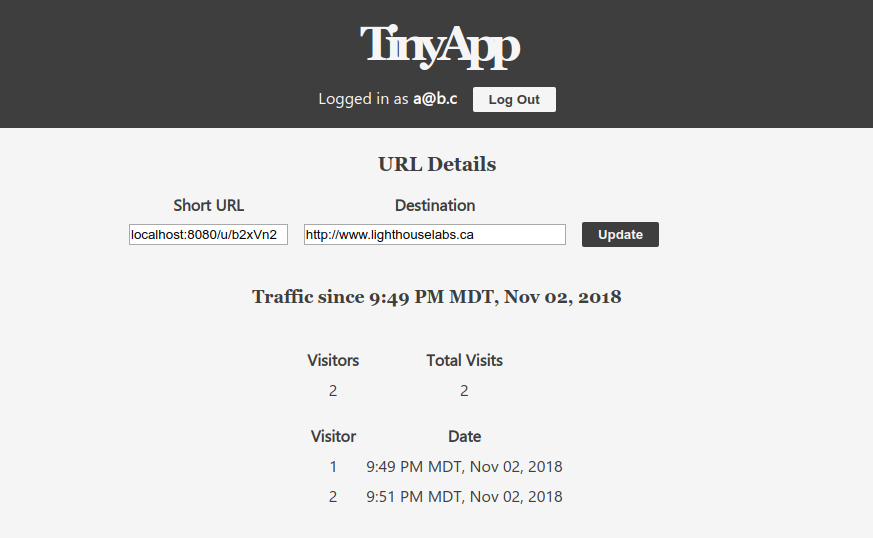 TinyApp
Logged in as a@b.c Log Out
URL Details
Short URL Destination
localhost:8080/u/b2xVn2 http://www.lighthouselabs.ca Update
Traffic since 9:49 PM MDT, Nov 02, 2018
Visitors Total Visits
2 2
Visitor Date
1 9:49 PM MDT, Nov 02, 2018
2 9:51 PM MDT, Nov 02, 2018